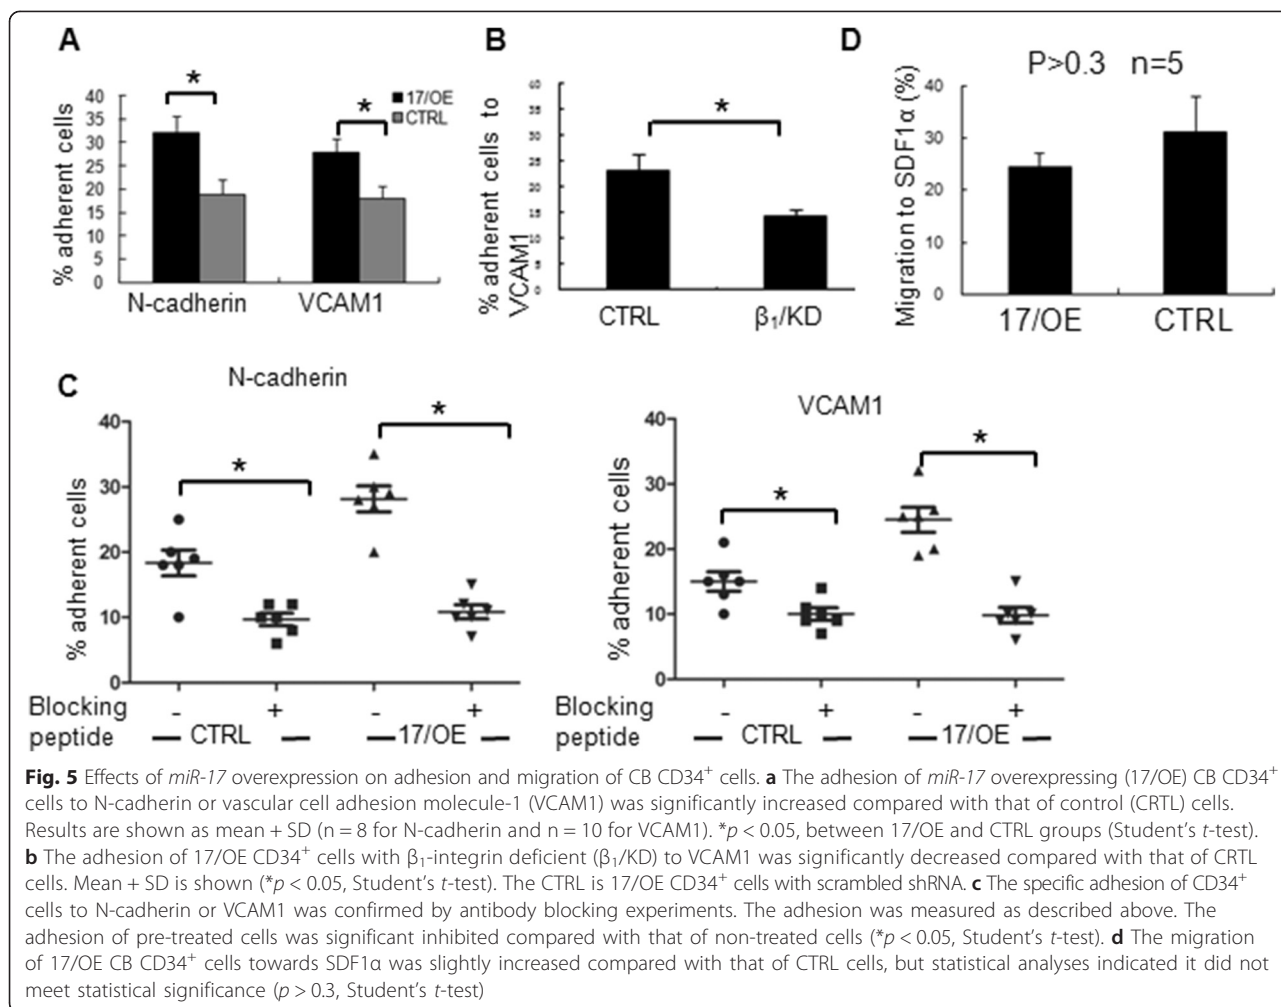 A
% adherent cells
40
35
30
25
20
15
10
5
0
*
*
17/OE
CTRL
N-cadherin VCAM1
B
% adherent cells to
VCAM1
40
35
30
25
20
15
10
5
0
*
CTRL β₁/KD
D
P>0.3 n=5
Migration to SDF1α (%)
40
30
20
10
0
17/OE CTRL
C
N-cadherin
% adherent cells
40
30
20
10
0
*
*
Blocking - + - +
peptide CTRL 17/OE
VCAM1
% adherent cells
40
30
20
10
0
*
*
Blocking - + - +
peptide CTRL 17/OE
Fig. 5 Effects of miR-17 overexpression on adhesion and migration of CB CD34⁺ cells. a The adhesion of miR-17 overexpressing (17/OE) CB CD34⁺
cells to N-cadherin or vascular cell adhesion molecule-1 (VCAM1) was significantly increased compared with that of control (CRTL) cells.
Results are shown as mean + SD (n = 8 for N-cadherin and n = 10 for VCAM1). *p < 0.05, between 17/OE and CTRL groups (Student's t-test).
b The adhesion of 17/OE CD34⁺ cells with β₁-integrin deficient (β₁/KD) to VCAM1 was significantly decreased compared with that of CRTL
cells. Mean + SD is shown (*p < 0.05, Student's t-test). The CTRL is 17/OE CD34⁺ cells with scrambled shRNA. c The specific adhesion of CD34⁺
cells to N-cadherin or VCAM1 was confirmed by antibody blocking experiments. The adhesion was measured as described above. The
adhesion of pre-treated cells was significant inhibited compared with that of non-treated cells (*p < 0.05, Student's t-test). d The migration
of 17/OE CB CD34⁺ cells towards SDF1α was slightly increased compared with that of CTRL cells, but statistical analyses indicated it did not
meet statistical significance (p > 0.3, Student's t-test)